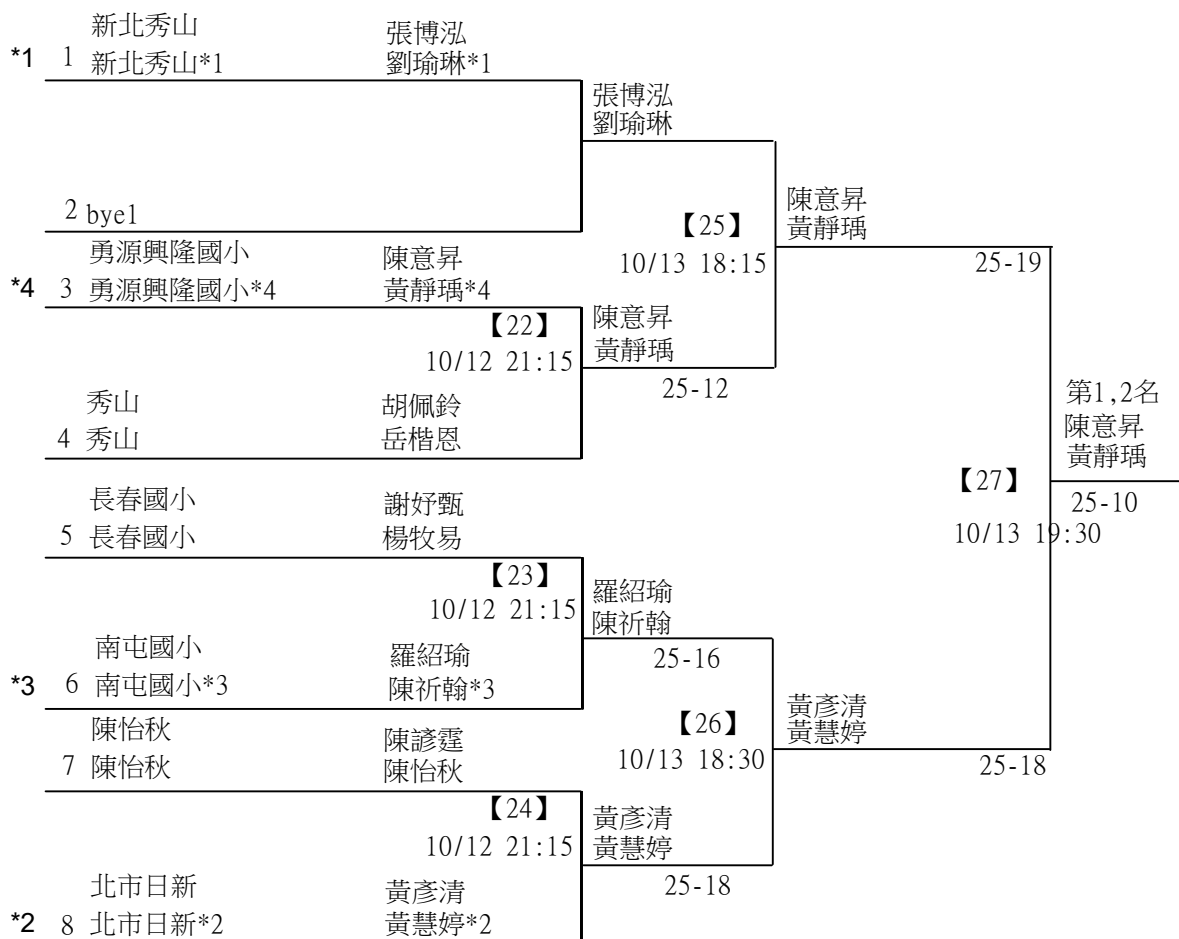 新北秀山 張博泓
*1 1 新北秀山*1 劉瑜琳*1
張博泓
劉瑜琳
2 bye1
陳意昇
黃靜瑀
【25】
10/13 18:15
25-19
勇源興隆國小 陳意昇
*4 3 勇源興隆國小*4 黃靜瑀*4
【22】
10/12 21:15
陳意昇
黃靜瑀
25-12
秀山 胡佩鈴
4 秀山 岳楷恩
第1,2名
陳意昇
黃靜瑀
【27】
25-10
10/13 19:30
長春國小 謝妤甄
5 長春國小 楊牧易
【23】
10/12 21:15
羅紹瑜
陳祈翰
25-16
南屯國小 羅紹瑜
*3 6 南屯國小*3 陳祈翰*3
【26】
10/13 18:30
黃彥清
黃慧婷
25-18
陳怡秋 陳諺霆
7 陳怡秋 陳怡秋
【24】
10/12 21:15
黃彥清
黃慧婷
25-18
北市日新 黃彥清
*2 8 北市日新*2 黃慧婷*2